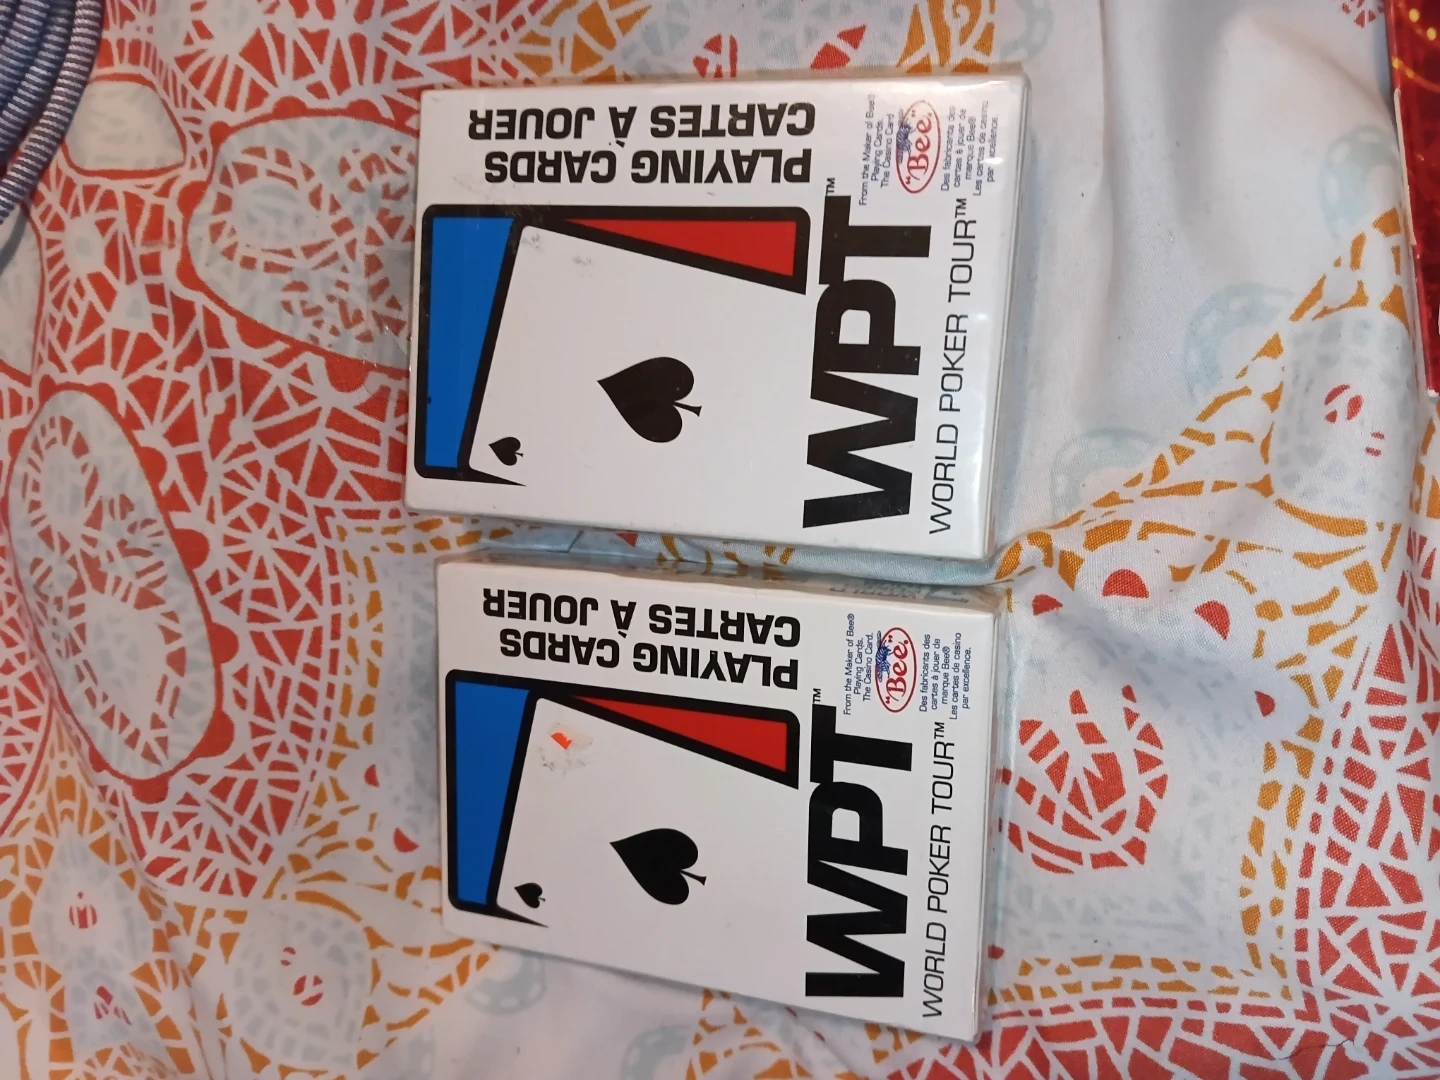 PLAYING CARDS
CARTES À JOUER
WPT™
WORLD POKER TOUR™
From the Maker of Bee®
Playing Cards.
The Casino Card
"Bee"
Des fabricants des
cartes à jouer de
marque Bee®
Les cartes de casino
par excellence.
PLAYING CARDS
CARTES À JOUER
WPT™
WORLD POKER TOUR™
From the Maker of Bee®
Playing Cards.
The Casino Card.
"Bee"
Des fabricants des
cartes à jouer de
marque Bee®
Les cartes de casino
par excellence.